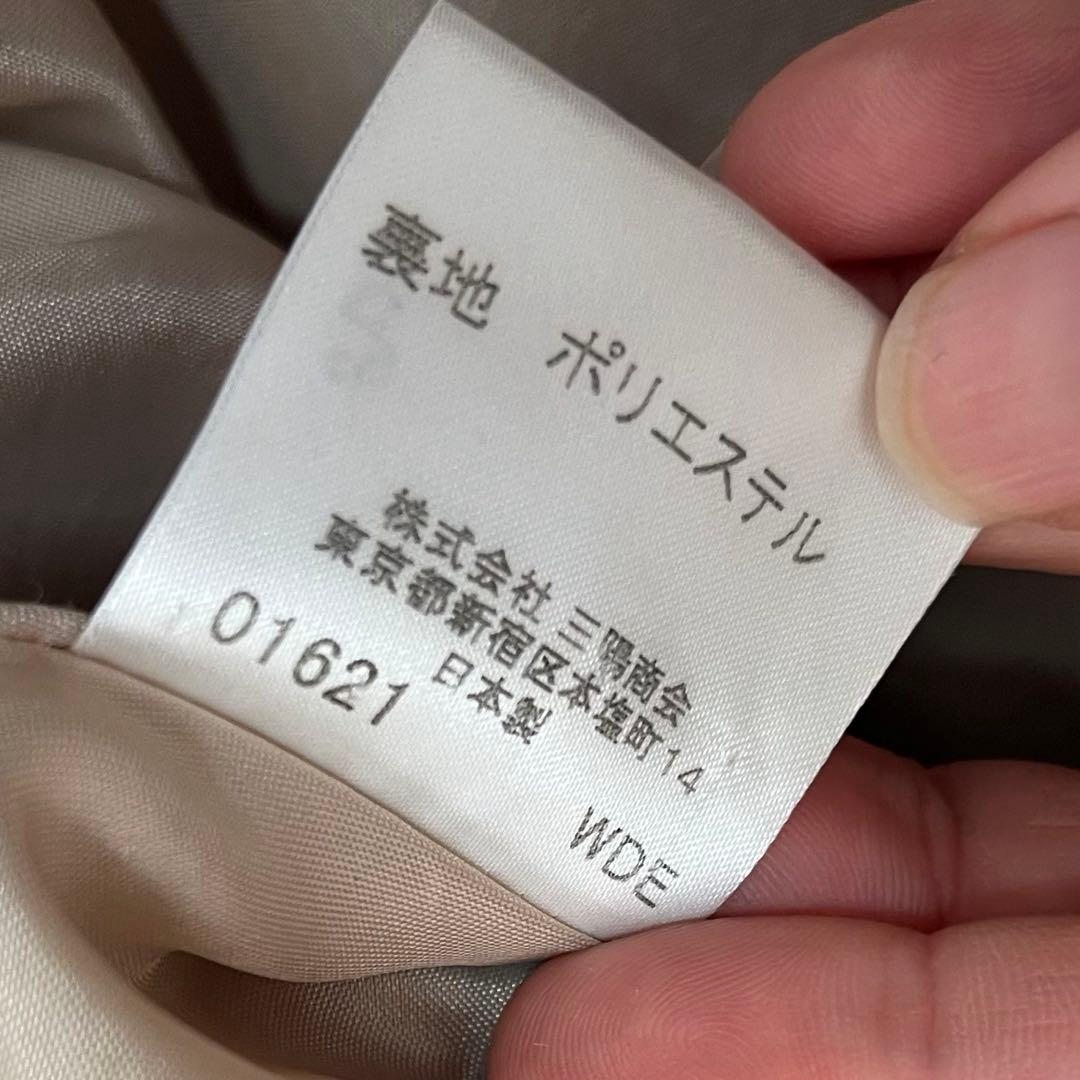 裏地　ポリエステル
株式会社 三陽商会
東京都新宿区本塩町14
日本製
01621
WDE